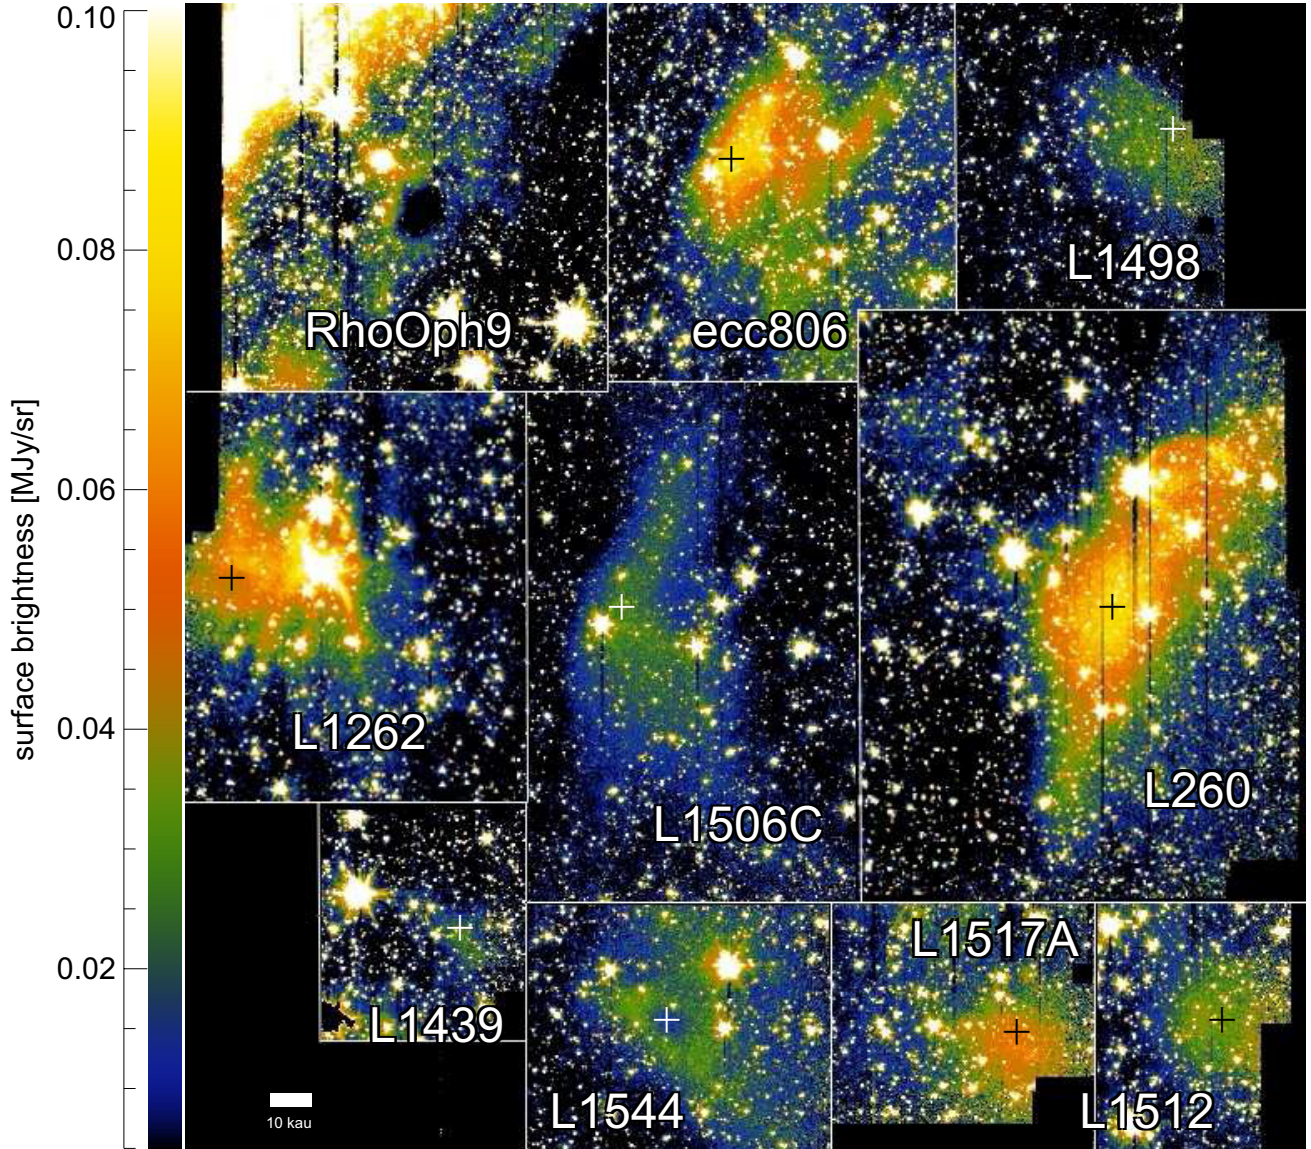 0.10
0.08
0.06
0.04
0.02
surface brightness [MJy/sr]
RhoOph9
ecc806
L1498
L1262
L1506C
L260
L1439
L1544
L1517A
L1512
10 kau